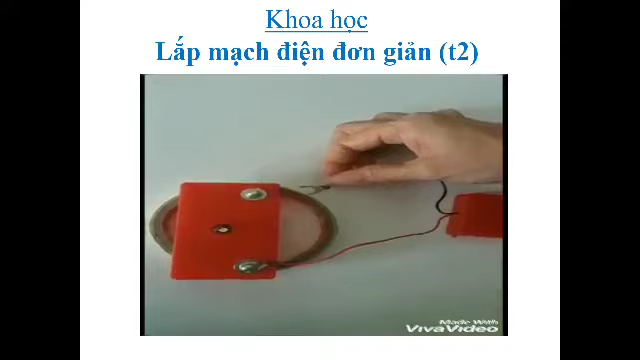 Khoa học
Lắp mạch điện đơn giản (t2)
Made With
VivaVideo